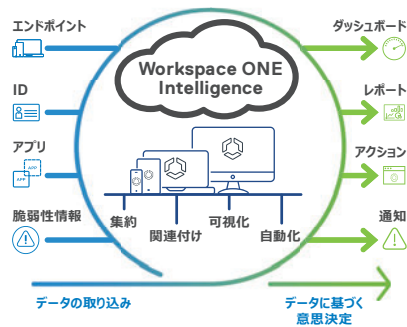 エンドポイント
ID
アプリ
APP
APP
脆弱性情報
Workspace ONE
Intelligence
集約
関連付け
可視化
自動化
ダッシュボード
レポート
アクション
通知
データの取り込み
データに基づく
意思決定